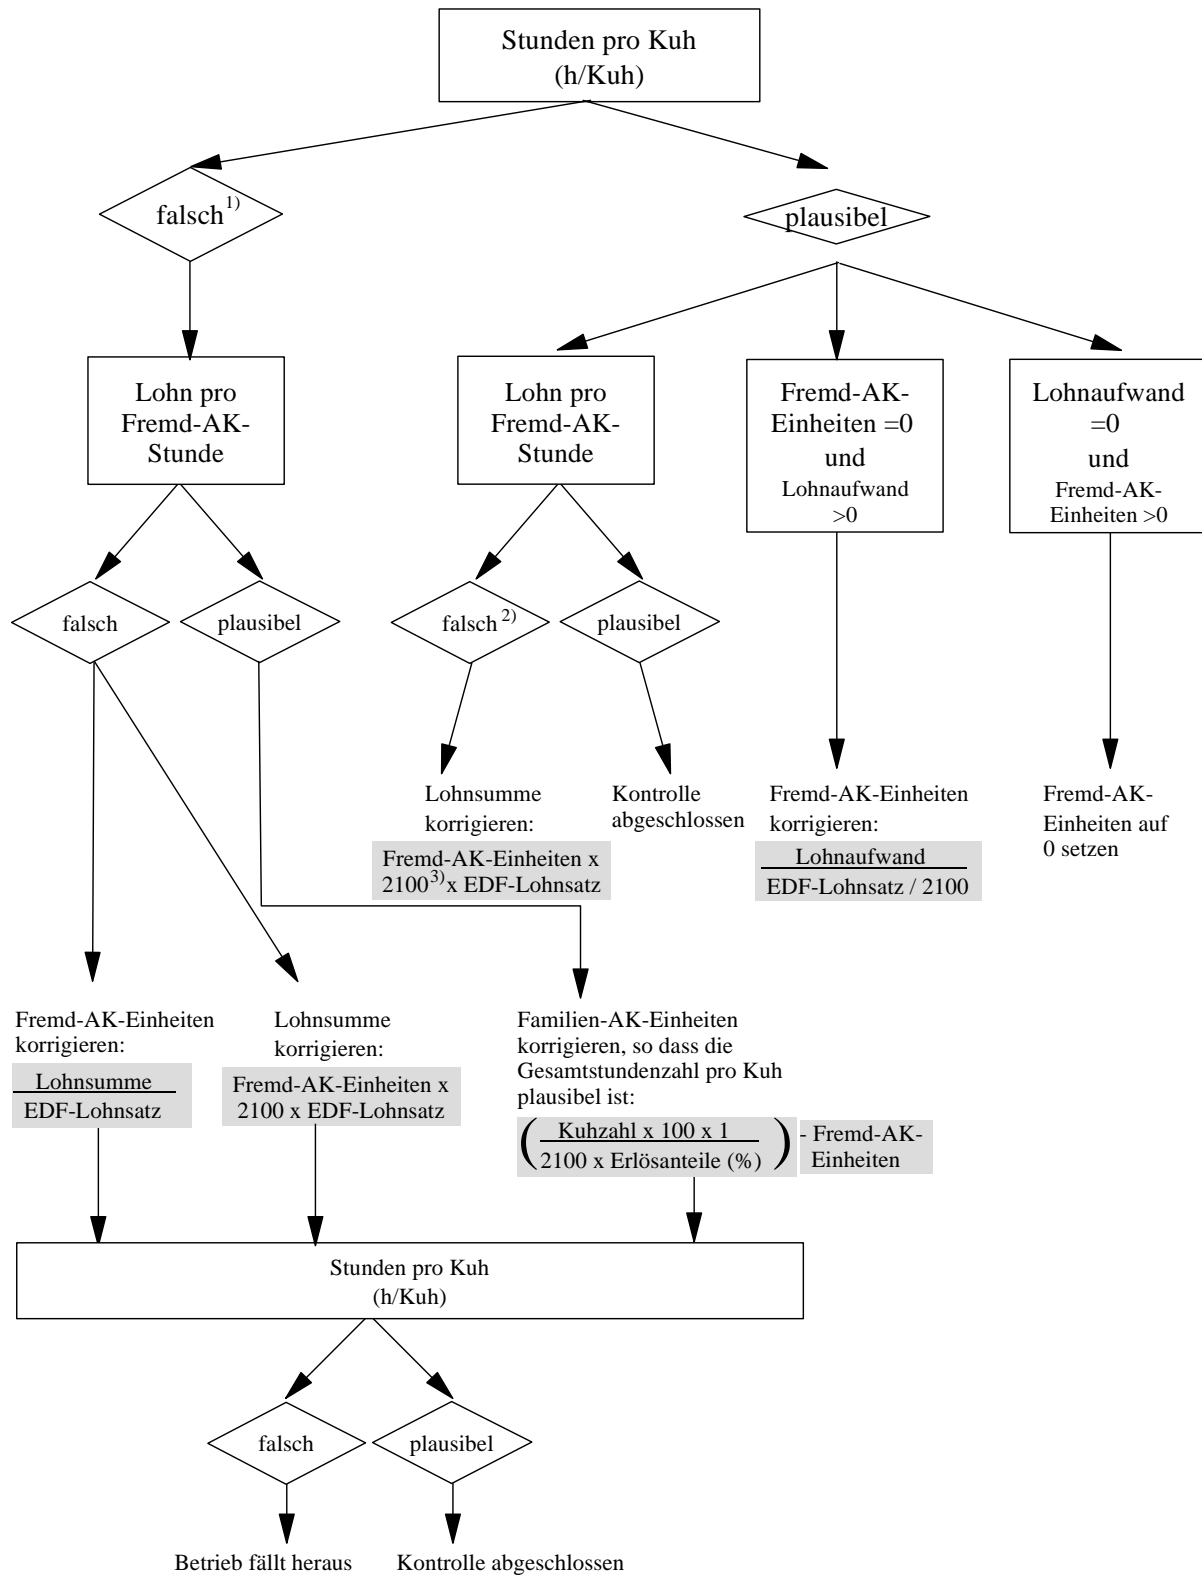 Stunden pro Kuh
(h/Kuh)
falsch1)
plausibel
Lohn pro
Fremd-AK-
Stunde
Lohn pro
Fremd-AK-
Stunde
Fremd-AK-
Einheiten =0
und
Lohnaufwand
>0
Lohnaufwand
=0
und
Fremd-AK-
Einheiten >0
falsch
plausibel
falsch2)
plausibel
Lohnsumme
korrigieren:
Fremd-AK-Einheiten x
21003)x EDF-Lohnsatz
Kontrolle
abgeschlossen
Fremd-AK-Einheiten
korrigieren:
Lohnaufwand
EDF-Lohnsatz / 2100
Fremd-AK-
Einheiten auf
0 setzen
Fremd-AK-Einheiten
korrigieren:
Lohnsumme
EDF-Lohnsatz
Lohnsumme
korrigieren:
Fremd-AK-Einheiten x
2100 x EDF-Lohnsatz
Familien-AK-Einheiten
korrigieren, so dass die
Gesamtstundenzahl pro Kuh
plausibel ist:
(Kuhzahl x 100 x 1
2100 x Erlösanteile (%))
- Fremd-AK-
Einheiten
Stunden pro Kuh
(h/Kuh)
falsch
plausibel
Betrieb fällt heraus
Kontrolle abgeschlossen